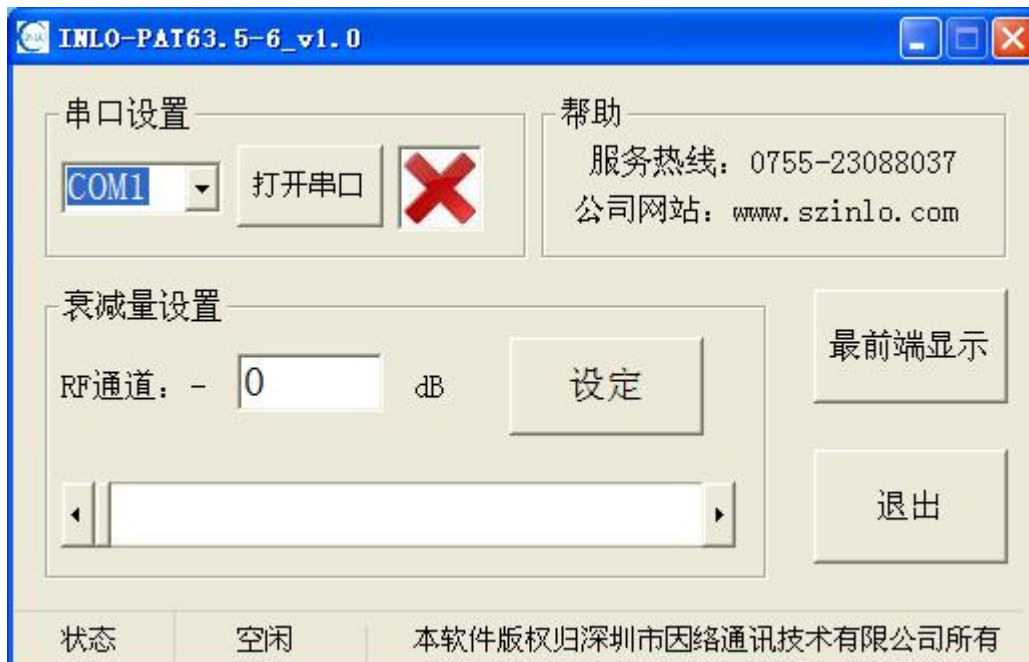 INLO-PAT63.5-6_v1.0
串口设置
COM1
打开串口
帮助
服务热线：0755-23088037
公司网站：www.szinlo.com
衰减量设置
RF通道：-
0
dB
设定
最前端显示
退出
状态
空闲
本软件版权归深圳市因络通讯技术有限公司所有